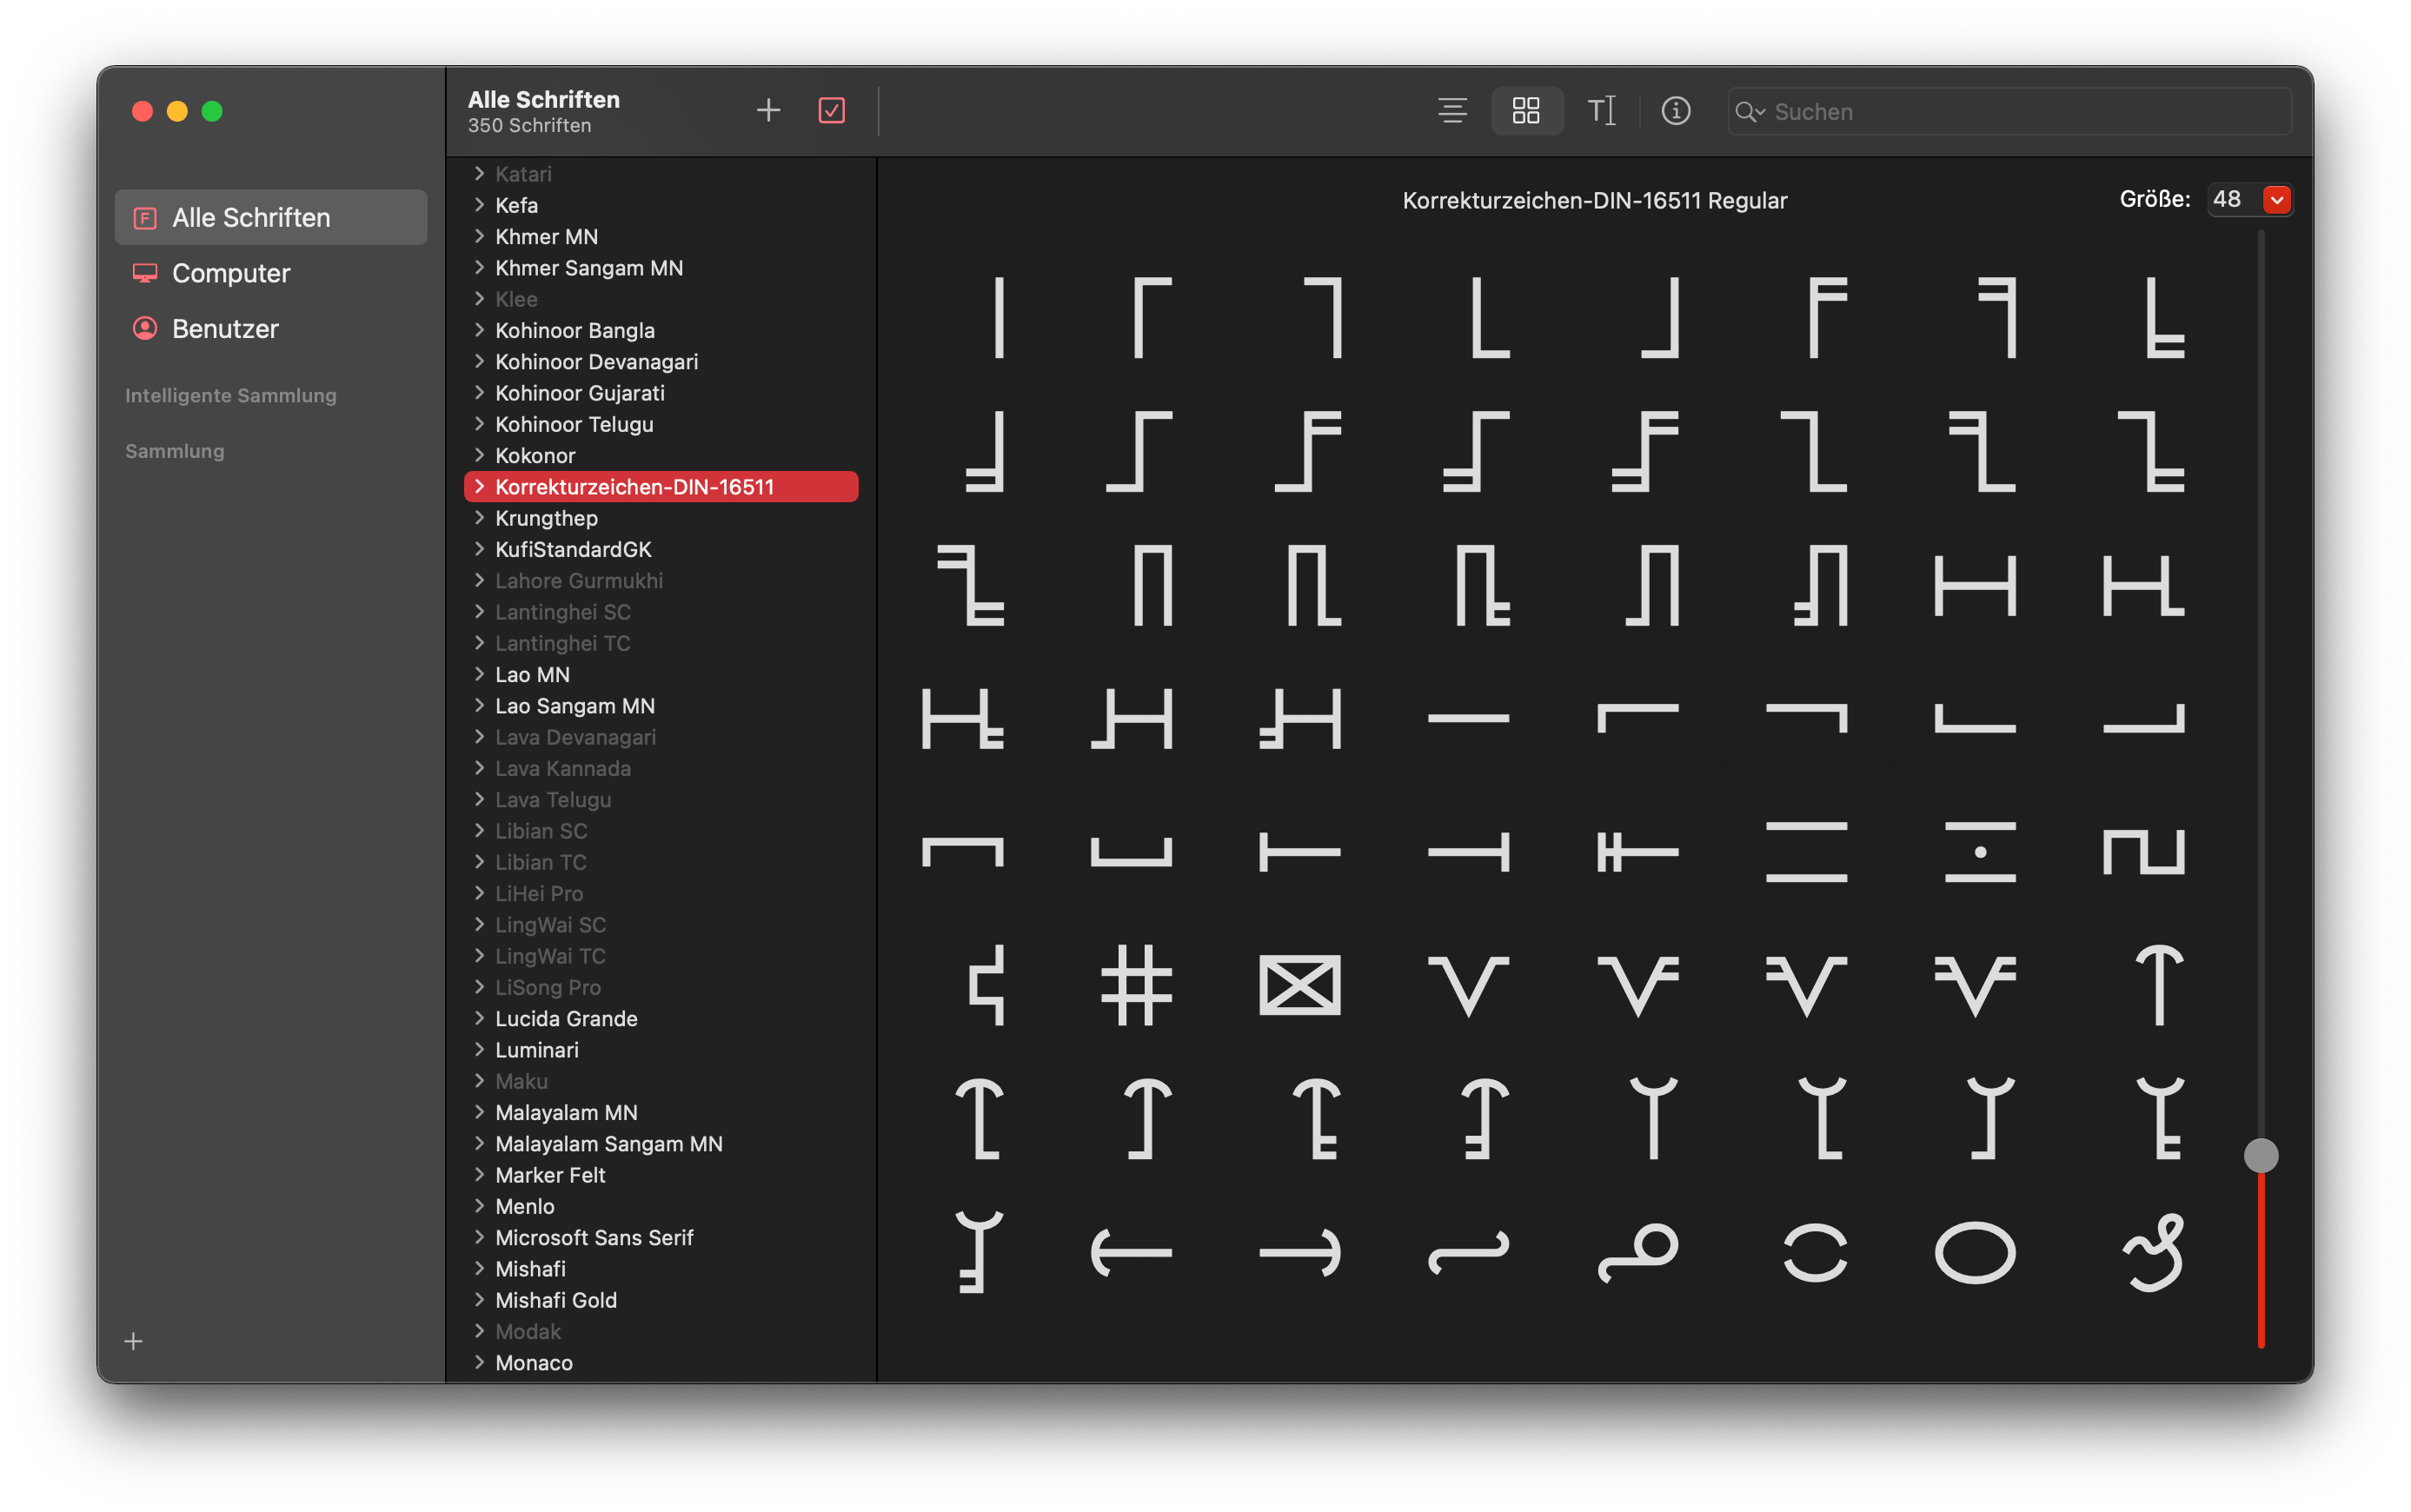 Alle Schriften
350 Schriften
Suchen
Alle Schriften
Computer
Benutzer
Intelligente Sammlung
Sammlung
Katari
Kefa
Khmer MN
Khmer Sangam MN
Klee
Kohinoor Bangla
Kohinoor Devanagari
Kohinoor Gujarati
Kohinoor Telugu
Kokonor
Korrekturzeichen-DIN-16511
Krungthep
KufiStandardGK
Lahore Gurmukhi
Lantinghei SC
Lantinghei TC
Lao MN
Lao Sangam MN
Lava Devanagari
Lava Kannada
Lava Telugu
Libian SC
Libian TC
LiHei Pro
LingWai SC
LingWai TC
LiSong Pro
Lucida Grande
Luminari
Maku
Malayalam MN
Malayalam Sangam MN
Marker Felt
Menlo
Microsoft Sans Serif
Mishafi
Mishafi Gold
Modak
Monaco
Korrekturzeichen-DIN-16511 Regular
Größe: 48